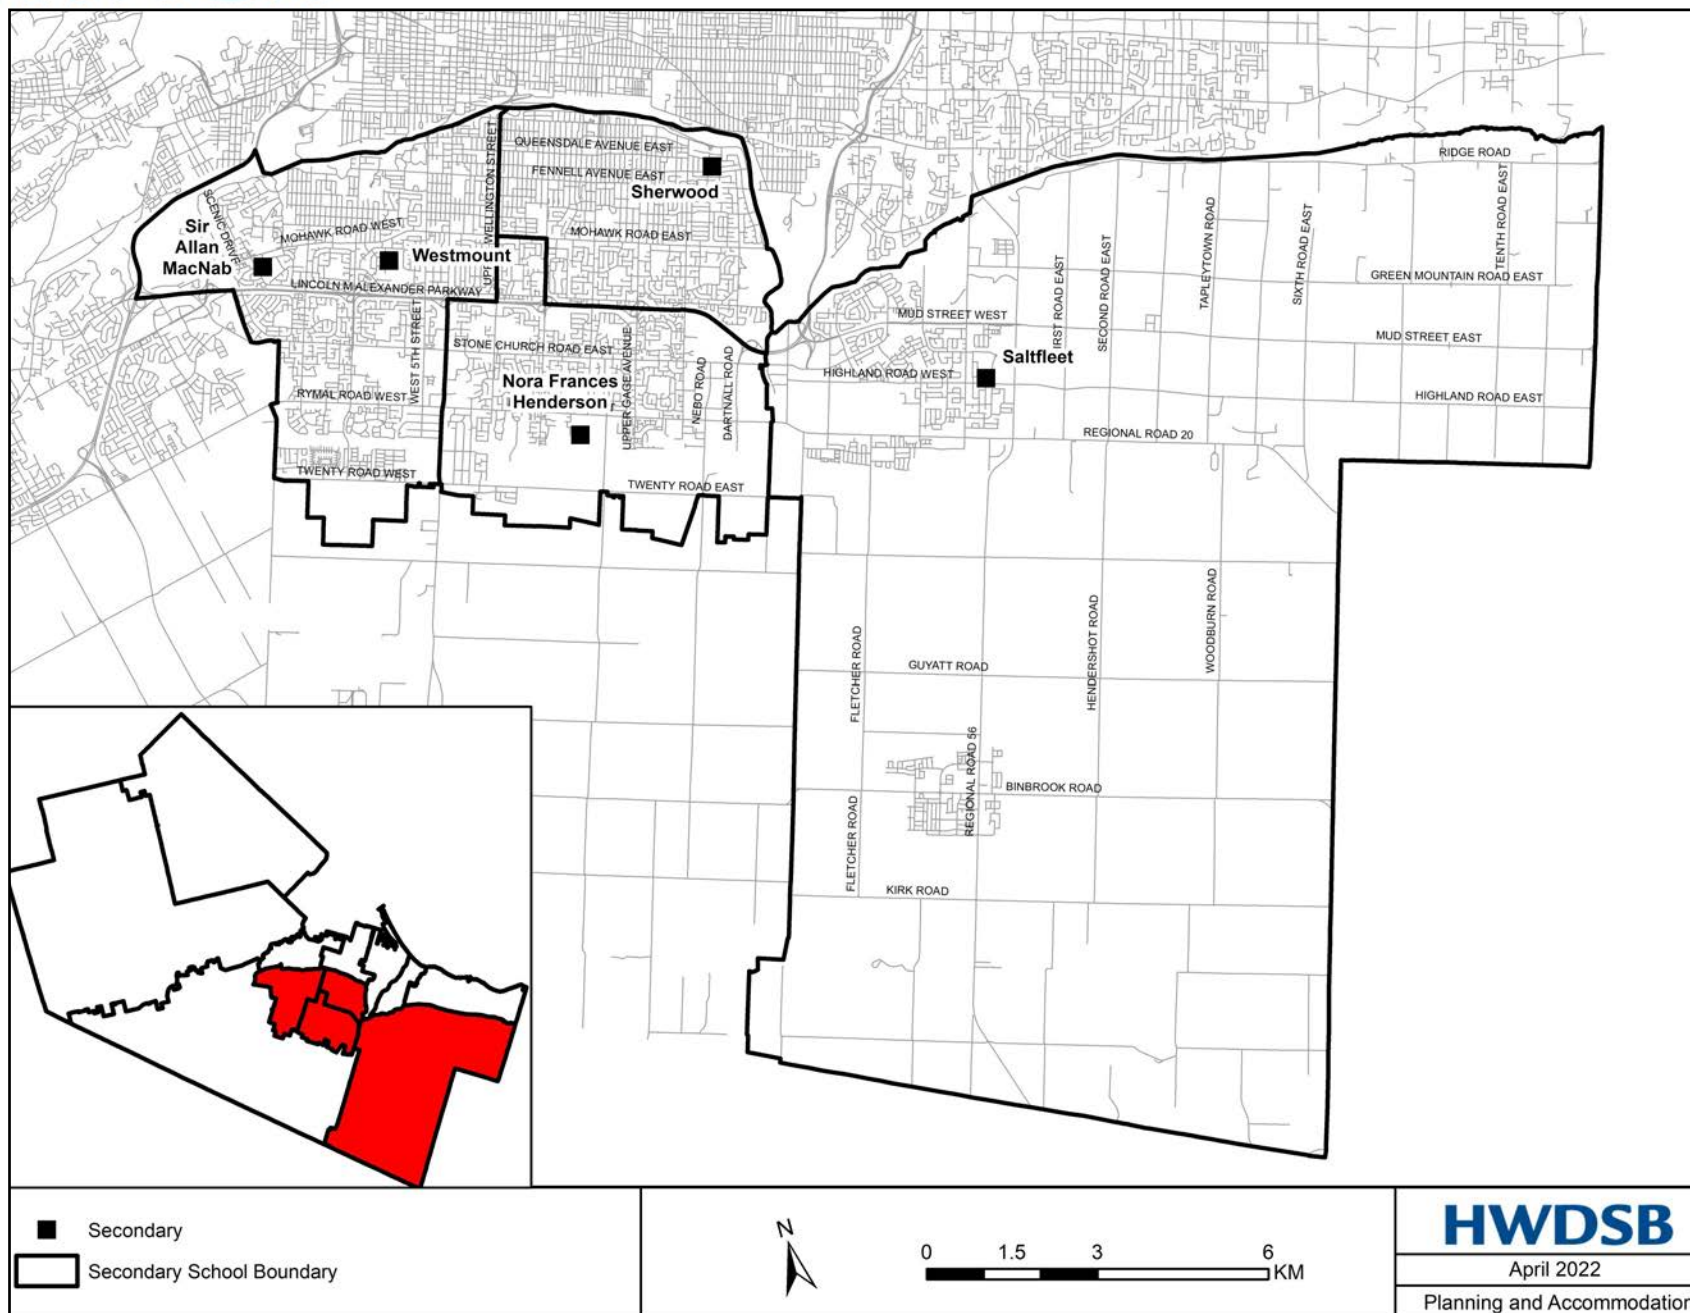 QUEENSDALE AVENUE EAST
FENNELL AVENUE EAST
Sherwood
UPP
WELLINGTON STREET
MOHAWK ROAD EAST
SCENIC DRIVE
Sir
Allan
MacNab
MOHAWK ROAD WEST
Westmount
LINCOLN M ALEXANDER PARKWAY
WEST 5TH STREET
STONE CHURCH ROAD EAST
Nora Frances
Henderson
UPPER GAGE AVENUE
NEBO ROAD
DARTNALL ROAD
RYMAL ROAD WEST
TWENTY ROAD WEST
TWENTY ROAD EAST
RIDGE ROAD
TENTH ROAD EAST
TAPLEYTOWN ROAD
SIXTH ROAD EAST
GREEN MOUNTAIN ROAD EAST
IRST ROAD EAST
SECOND ROAD EAST
MUD STREET WEST
MUD STREET EAST
Saltfleet
HIGHLAND ROAD WEST
HIGHLAND ROAD EAST
REGIONAL ROAD 20
FLETCHER ROAD
GUYATT ROAD
HENDERSHOT ROAD
WOODBURN ROAD
REGIONAL ROAD 56
BINBROOK ROAD
FLETCHER ROAD
KIRK ROAD
Secondary
Secondary School Boundary
N
0 1.5 3 6
KM
HWDSB
April 2022
Planning and Accommodation